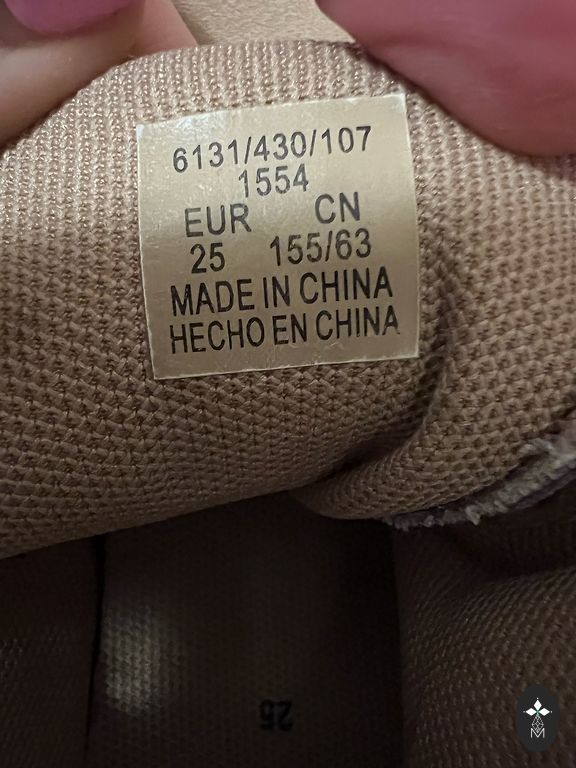 6131/430/107
1554
EUR CN
25 155/63
MADE IN CHINA
HECHO EN CHINA
25
M